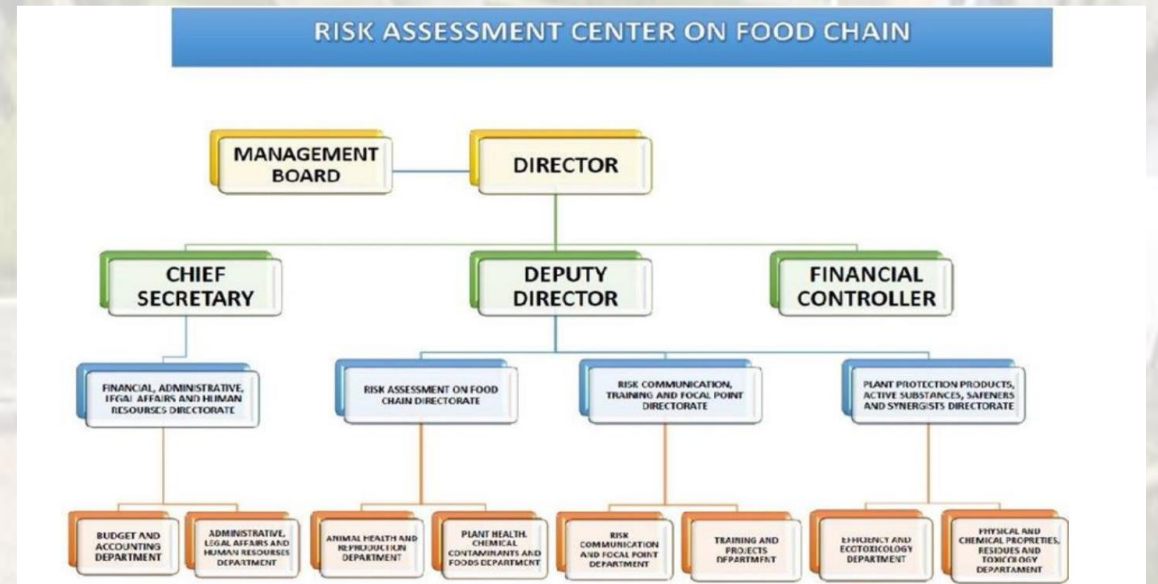 RISK ASSESSMENT CENTER ON FOOD CHAIN
MANAGEMENT
BOARD
DIRECTOR
CHIEF
SECRETARY
DEPUTY
DIRECTOR
FINANCIAL
CONTROLLER
FINANCIAL, ADMINISTRATIVE,
LEGAL AFFAIRS AND HUMAN
RESOURSES DIRECTORATE
RISK ASSESSMENT ON FOOD
CHAIN DIRECTORATE
RISK COMMUNICATION,
TRAINING AND FOCAL POINT
DIRECTORATE
PLANT PROTECTION PRODUCTS,
ACTIVE SUBSTANCES, SAFENERS
AND SYNERGISTS DIRECTORATE
BUDGET AND
ACCOUNTING
DEPARTMENT
ADMINISTRATIVE,
LEGAL AFFAIRS AND
HUMAN RESOURSES
DEPARTMENT
ANIMAL HEALTH AND
REPRODUCTION
DEPARTMENT
PLANT HEALTH,
CHEMICAL
CONTAMINANTS AND
FOODS DEPARTMENT
RISK
COMMUNICATION
AND FOCAL POINT
DEPARTMENT
TRAINING AND
PROJECTS
DEPARTMENT
EFFICIENCY AND
ECOTOXICOLOGY
DEPARTMENT
PHYSICAL AND
CHEMICAL PROPRETIES,
RESIDUES AND
TOXICOLOGY
DEPARTAMENT